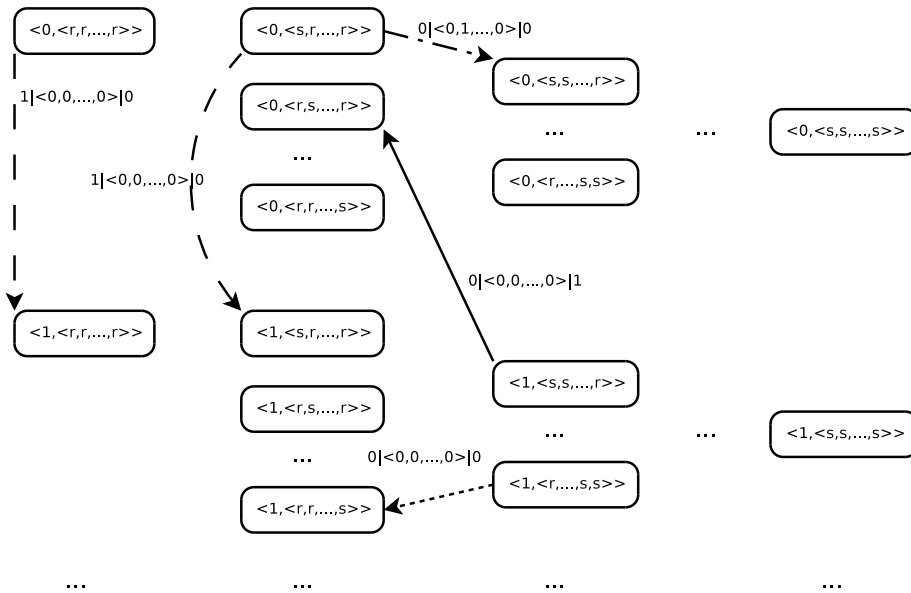 <0,<r,r,...,r>>
<0,<s,r,...,r>>
0|<0,1,...,0>|0
<0,<s,s,...,r>>
1|<0,0,...,0>|0
<0,<r,s,...,r>>
...
...
<0,<s,s,...,s>>
...
1|<0,0,...,0>|0
<0,<r,...,s,s>>
<0,<r,r,...,s>>
0|<0,0,...,0>|1
<1,<r,r,...,r>>
<1,<s,r,...,r>>
<1,<s,s,...,r>>
<1,<r,s,...,r>>
...
...
<1,<s,s,...,s>>
...
0|<0,0,...,0>|0
<1,<r,...,s,s>>
<1,<r,r,...,s>>
... ... ... ...